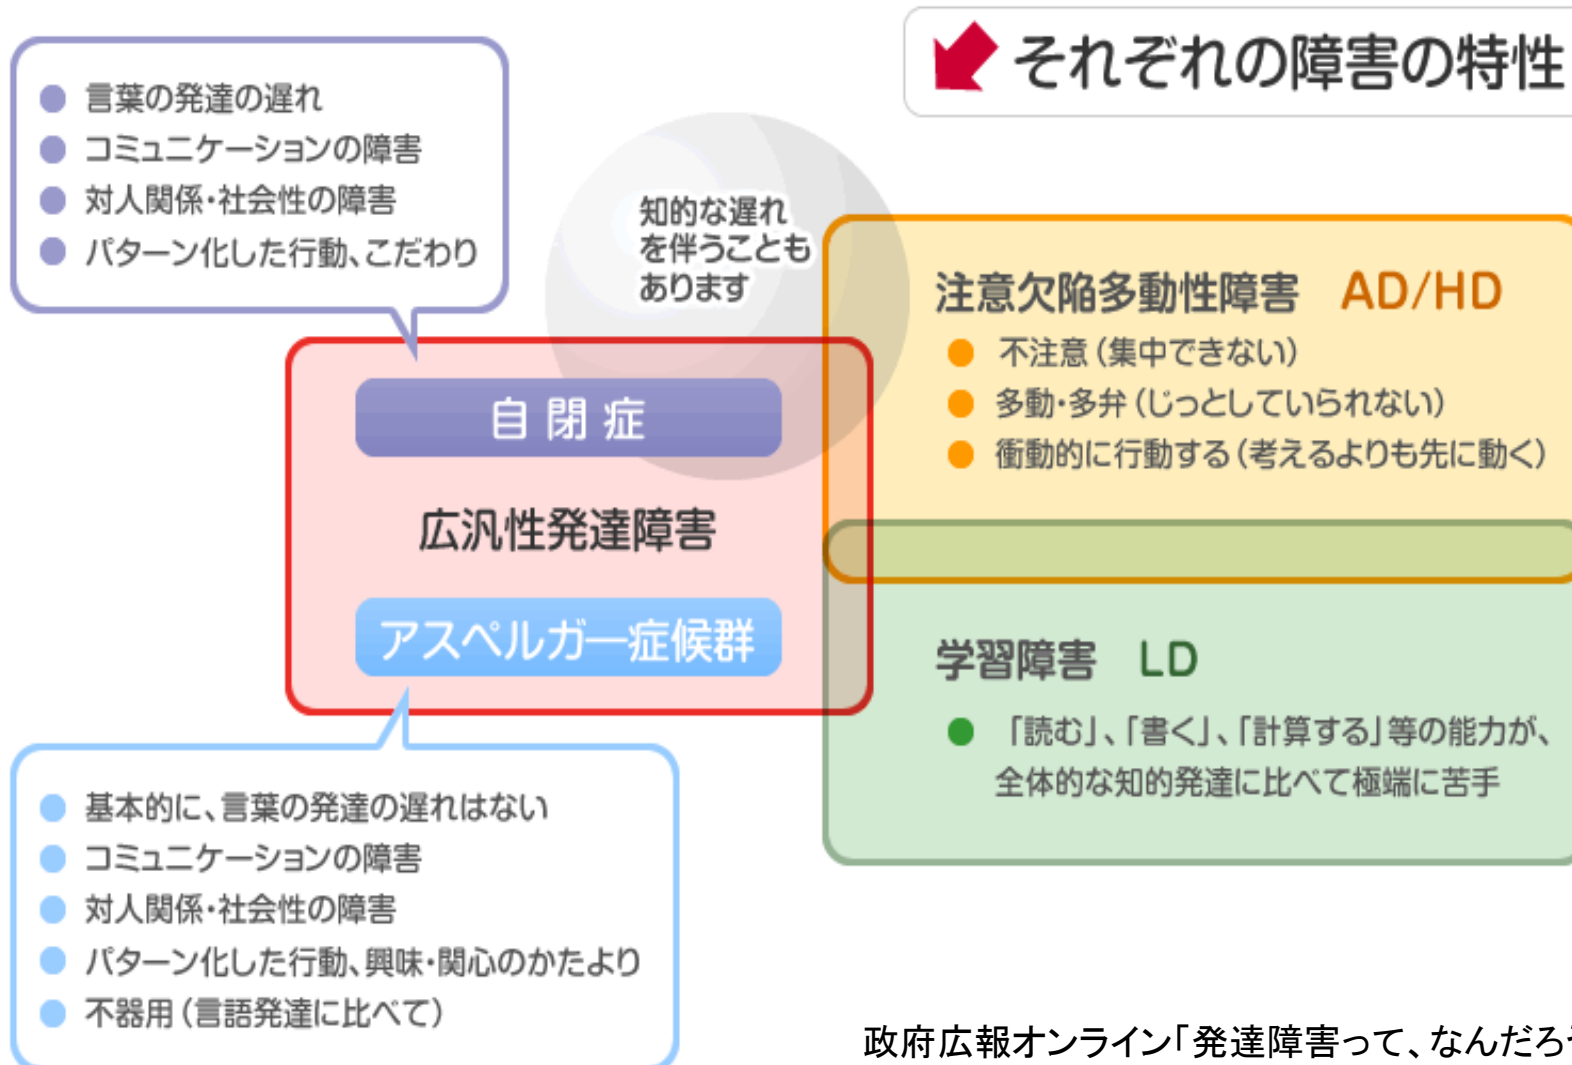 それぞれの障害の特性
言葉の発達の遅れ
コミュニケーションの障害
対人関係・社会性の障害
パターン化した行動、こだわり
知的な遅れ
を伴うことも
あります
自閉症
広汎性発達障害
アスペルガー症候群
注意欠陥多動性障害 AD/HD
不注意(集中できない)
多動・多弁(じっとしていられない)
衝動的に行動する(考えるよりも先に動く)
学習障害 LD
「読む」、「書く」、「計算する」等の能力が、
全体的な知的発達に比べて極端に苦手
基本的に、言葉の発達の遅れはない
コミュニケーションの障害
対人関係・社会性の障害
パターン化した行動、興味・関心のかたより
不器用(言語発達に比べて)
政府広報オンライン「発達障害って、なんだろ